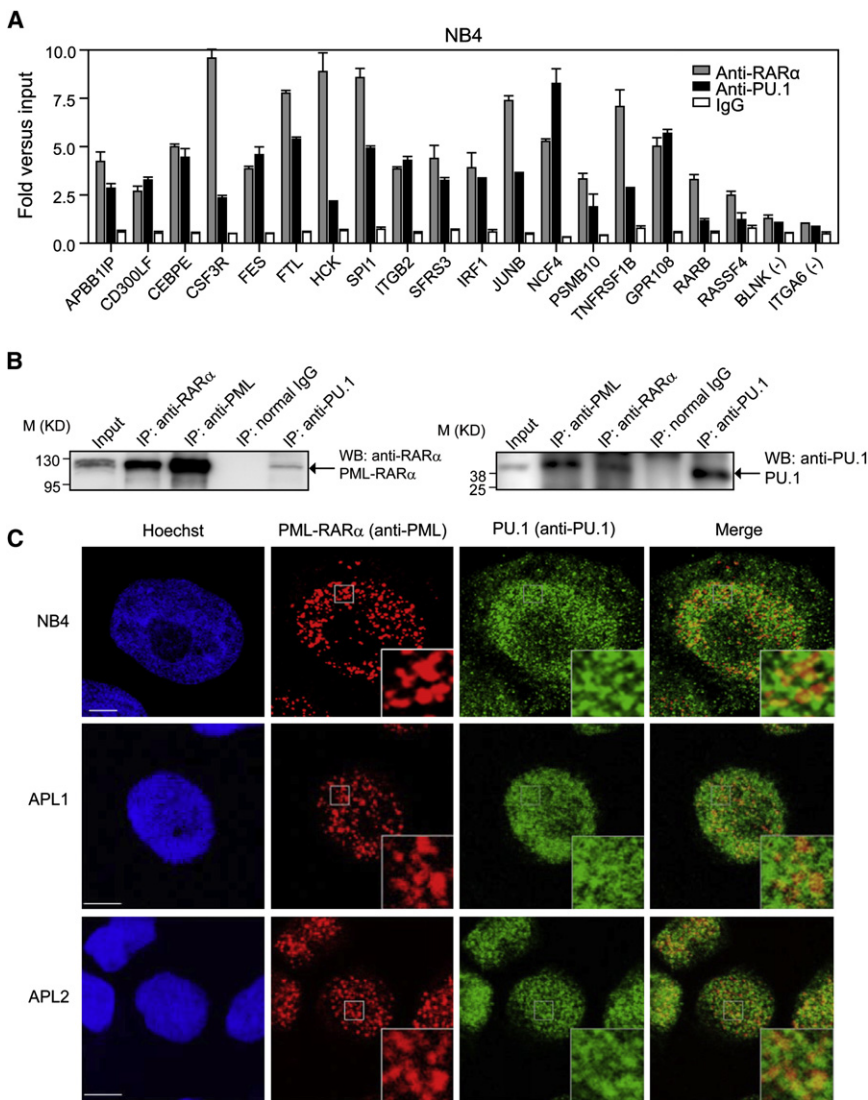 A
NB4
Fold versus input
10.0
7.5
5.0
2.5
0.0
Anti-RARα
Anti-PU.1
IgG
APBB1IP
CD300LF
CEBPE
CSF3R
FES
FTL
HCK
SPI1
ITGB2
SFRS3
IRF1
JUNB
NCF4
PSMB10
TNFRSF1B
GPR108
RARB
RASSF4
BLNK (-)
ITGA6 (-)
B
M (KD)
Input
IP: anti-RARα
IP: anti-PML
IP: normal IgG
IP: anti-PU.1
130
95
WB: anti-RARα
PML-RARα
M (KD)
Input
IP: anti-PML
IP: anti-RARα
IP: normal IgG
IP: anti-PU.1
38
25
WB: anti-PU.1
PU.1
C
Hoechst
PML-RARα (anti-PML)
PU.1 (anti-PU.1)
Merge
NB4
APL1
APL2